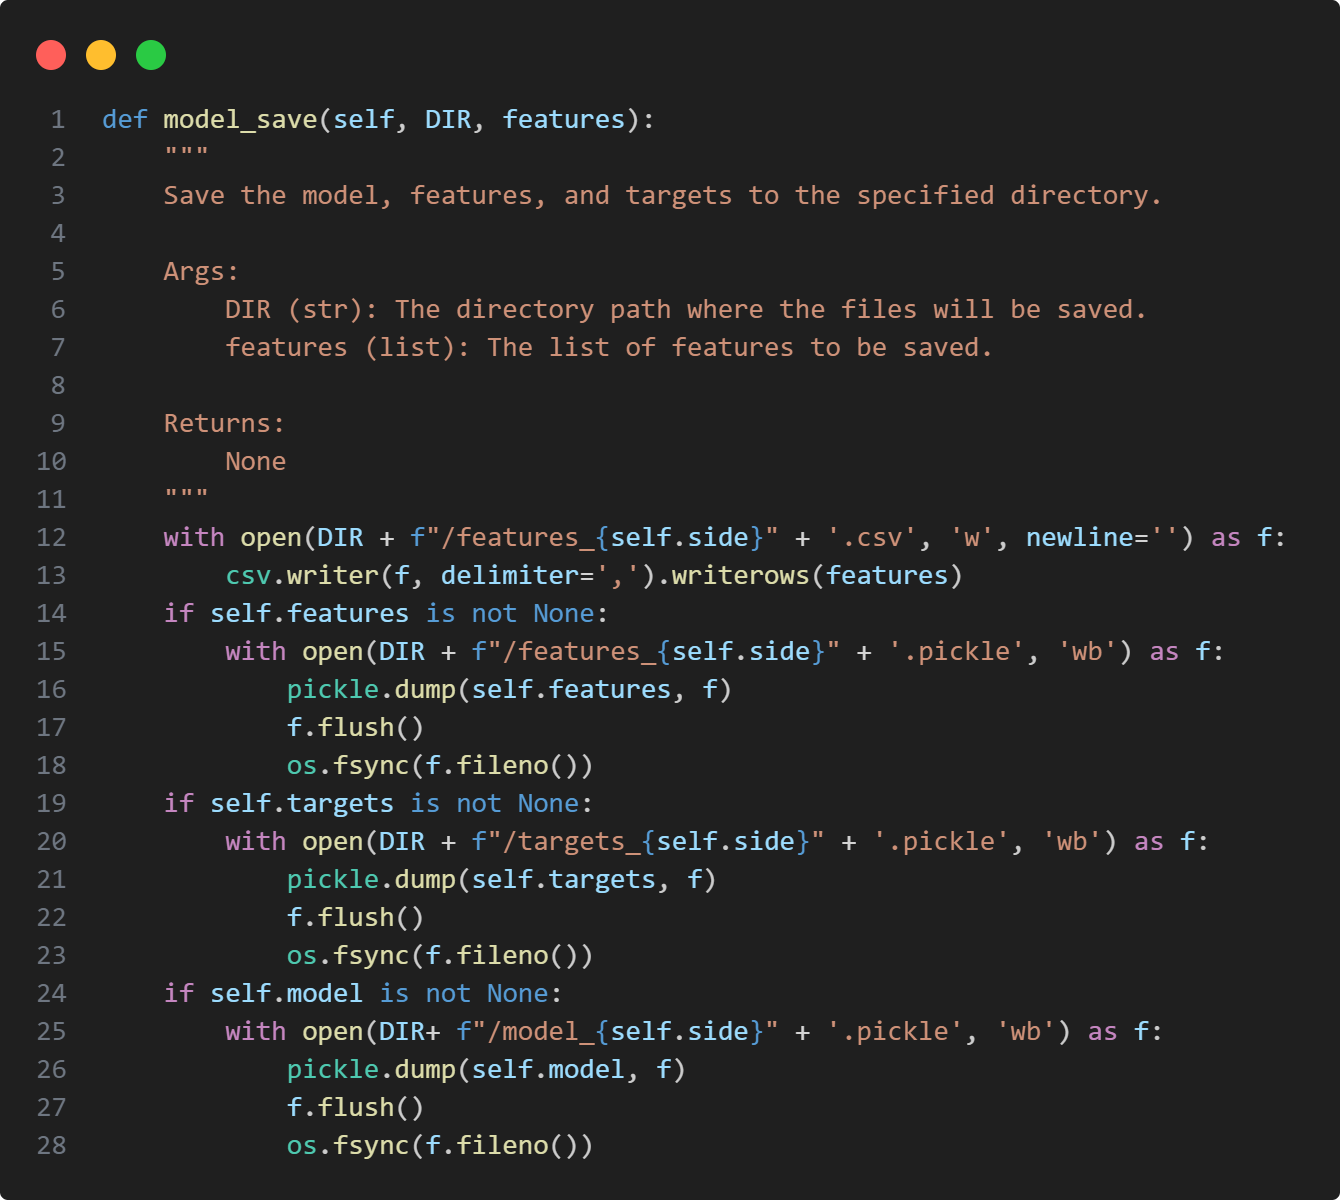 1 def model_save(self, DIR, features):
2     """
3     Save the model, features, and targets to the specified directory.
4
5     Args:
6         DIR (str): The directory path where the files will be saved.
7         features (list): The list of features to be saved.
8
9     Returns:
10         None
11     """
12     with open(DIR + f"/features_{self.side}" + '.csv', 'w', newline='') as f:
13         csv.writer(f, delimiter=',').writerows(features)
14     if self.features is not None:
15         with open(DIR + f"/features_{self.side}" + '.pickle', 'wb') as f:
16             pickle.dump(self.features, f)
17             f.flush()
18             os.fsync(f.fileno())
19     if self.targets is not None:
20         with open(DIR + f"/targets_{self.side}" + '.pickle', 'wb') as f:
21             pickle.dump(self.targets, f)
22             f.flush()
23             os.fsync(f.fileno())
24     if self.model is not None:
25         with open(DIR+ f"/model_{self.side}" + '.pickle', 'wb') as f:
26             pickle.dump(self.model, f)
27             f.flush()
28             os.fsync(f.fileno())